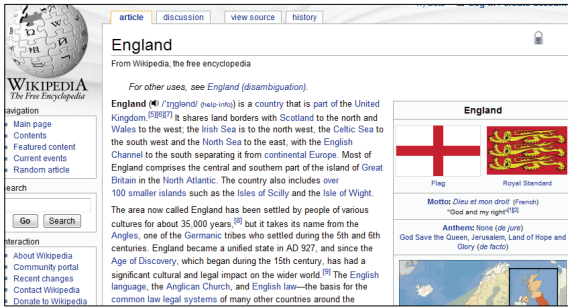 article
discussion
view source
history
England
From Wikipedia, the free encyclopedia
For other uses, see England (disambiguation).
England (/ˈɪŋɡlənd/ (help·info)) is a country that is part of the United
Kingdom.[5][6][7] It shares land borders with Scotland to the north and
Wales to the west; the Irish Sea is to the north west, the Celtic Sea to
the south west and the North Sea to the east, with the English
Channel to the south separating it from continental Europe. Most of
England comprises the central and southern part of the island of Great
Britain in the North Atlantic. The country also includes over
100 smaller islands such as the Isles of Scilly and the Isle of Wight.
The area now called England has been settled by people of various
cultures for about 35,000 years,[8] but it takes its name from the
Angles, one of the Germanic tribes who settled during the 5th and 6th
centuries. England became a unified state in AD 927, and since the
Age of Discovery, which began during the 15th century, has had a
significant cultural and legal impact on the wider world.[9] The English
language, the Anglican Church, and English law—the basis for the
common law legal systems of many other countries around the
WIKIPEDIA
The Free Encyclopedia
navigation
Main page
Contents
Featured content
Current events
Random article
search
Go
Search
interaction
About Wikipedia
Community portal
Recent changes
Contact Wikipedia
Donate to Wikipedia
England
Flag
Royal Standard
Motto: Dieu et mon droit (French)
"God and my right"[1][2]
Anthem: None (de jure)
God Save the Queen, Jerusalem, Land of Hope and
Glory (de facto)